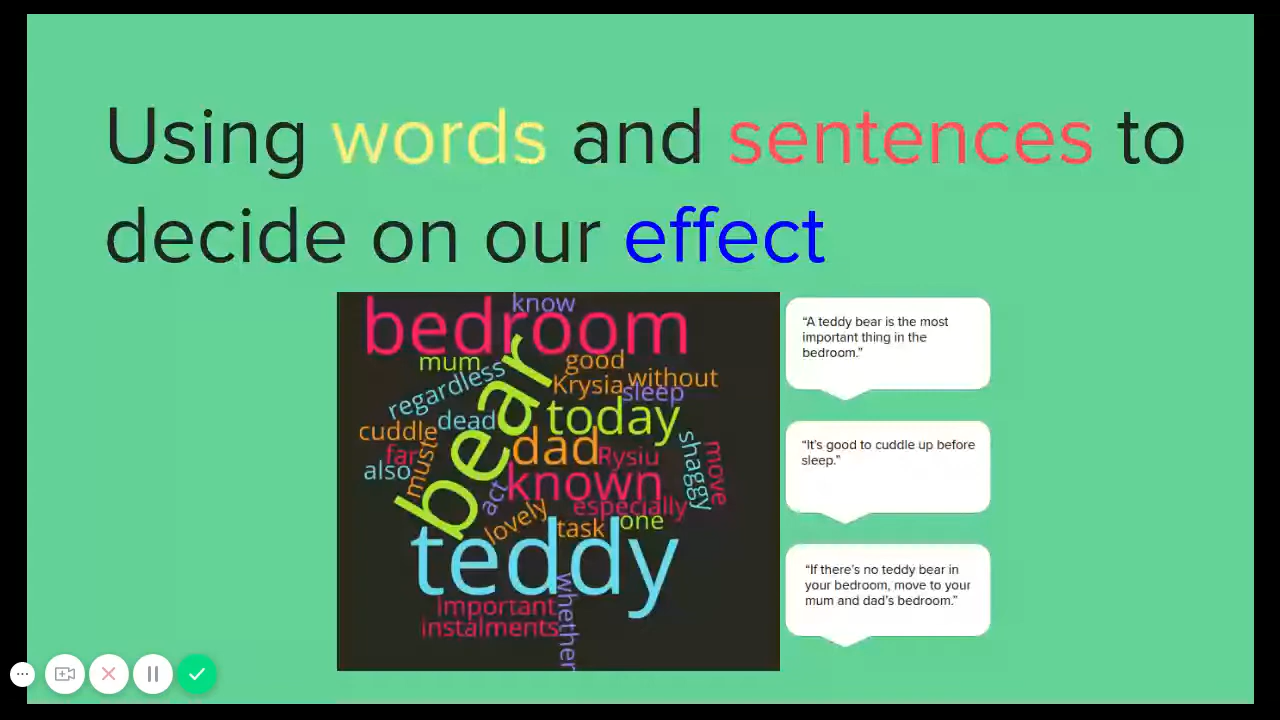 Using words and sentences to
decide on our effect
know
bedroom
mum
good
regardless
Krysia
without
sleep
bear
dead
today
cuddle
dad
far
must
Rysiu
shaggy
move
also
known
act
especially
lovely
task
one
teddy
whether
important
instalments
“A teddy bear is the most
important thing in the
bedroom.”
“It’s good to cuddle up before
sleep.”
“If there’s no teddy bear in
your bedroom, move to your
mum and dad’s bedroom.”